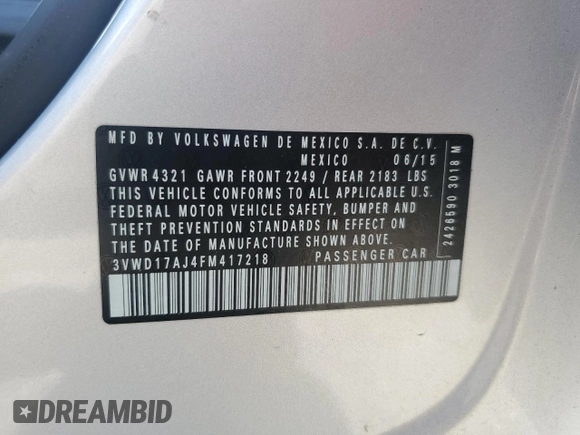 MFD BY VOLKSWAGEN DE MEXICO S.A. DE C.V.
MEXICO 06/15
GVWR 4321 GAWR FRONT 2249 / REAR 2183 LBS
THIS VEHICLE CONFORMS TO ALL APPLICABLE U.S.
FEDERAL MOTOR VEHICLE SAFETY, BUMPER AND
THEFT PREVENTION STANDARDS IN EFFECT ON
THE DATE OF MANUFACTURE SHOWN ABOVE.
3VWD17AJ4FM417218 PASSENGER CAR
2426590 3018 M
DREAMBID